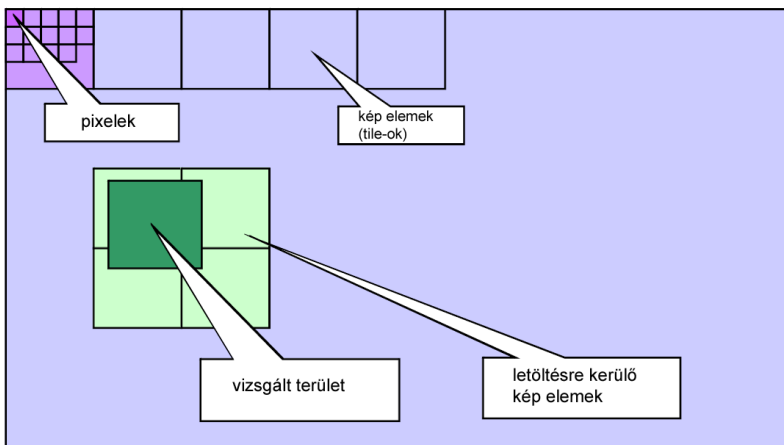 pixelek
kép elemek
(tile-ok)
vizsgált terület
letöltésre kerülő
kép elemek